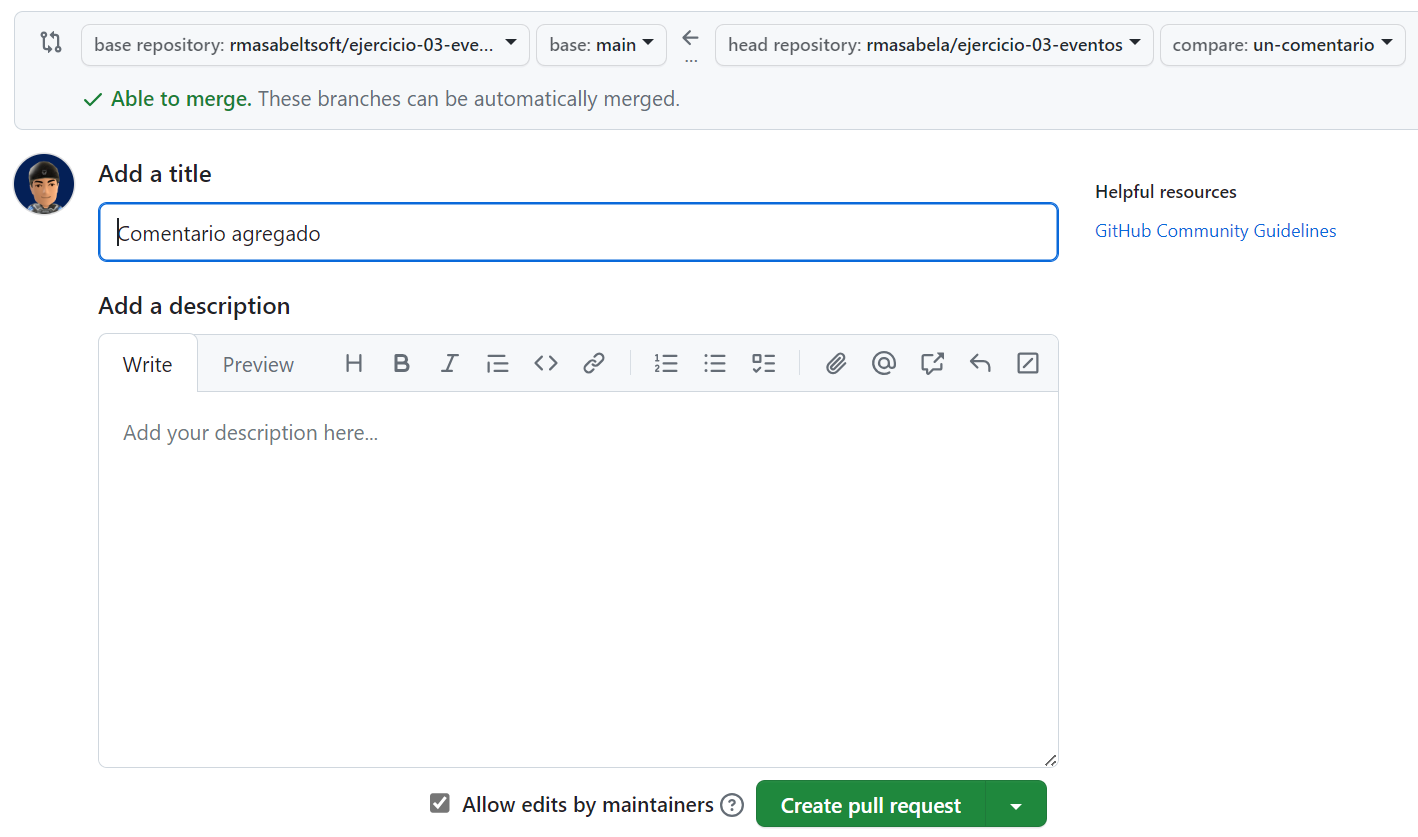 base repository: rmasabeltsoft/ejercicio-03-eve... base: main ... head repository: rmasabela/ejercicio-03-eventos compare: un-comentario
Able to merge. These branches can be automatically merged.
Add a title
Helpful resources
Comentario agregado
GitHub Community Guidelines
Add a description
Write Preview
Add your description here...
Allow edits by maintainers Create pull request